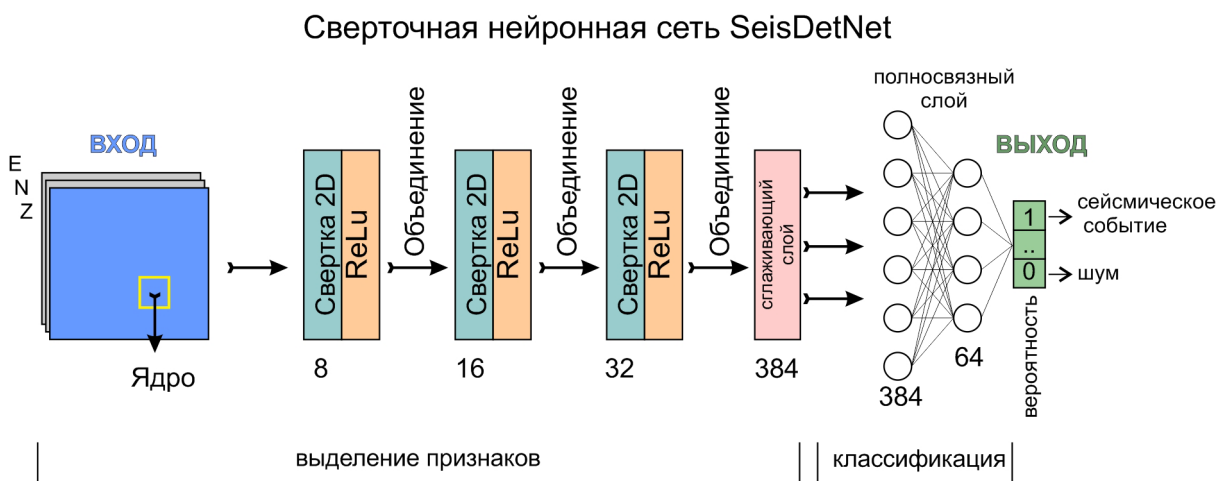 Сверточная нейронная сеть SeisDetNet
ВХОД
E
N
Z
Ядро
Свертка 2D
ReLu
8
Объединение
Свертка 2D
ReLu
16
Объединение
Свертка 2D
ReLu
32
Объединение
сглаживающий
слой
384
полносвязный
слой
384
64
ВЫХОД
1
..
0
сейсмическое
событие
шум
вероятность
выделение признаков
классификация